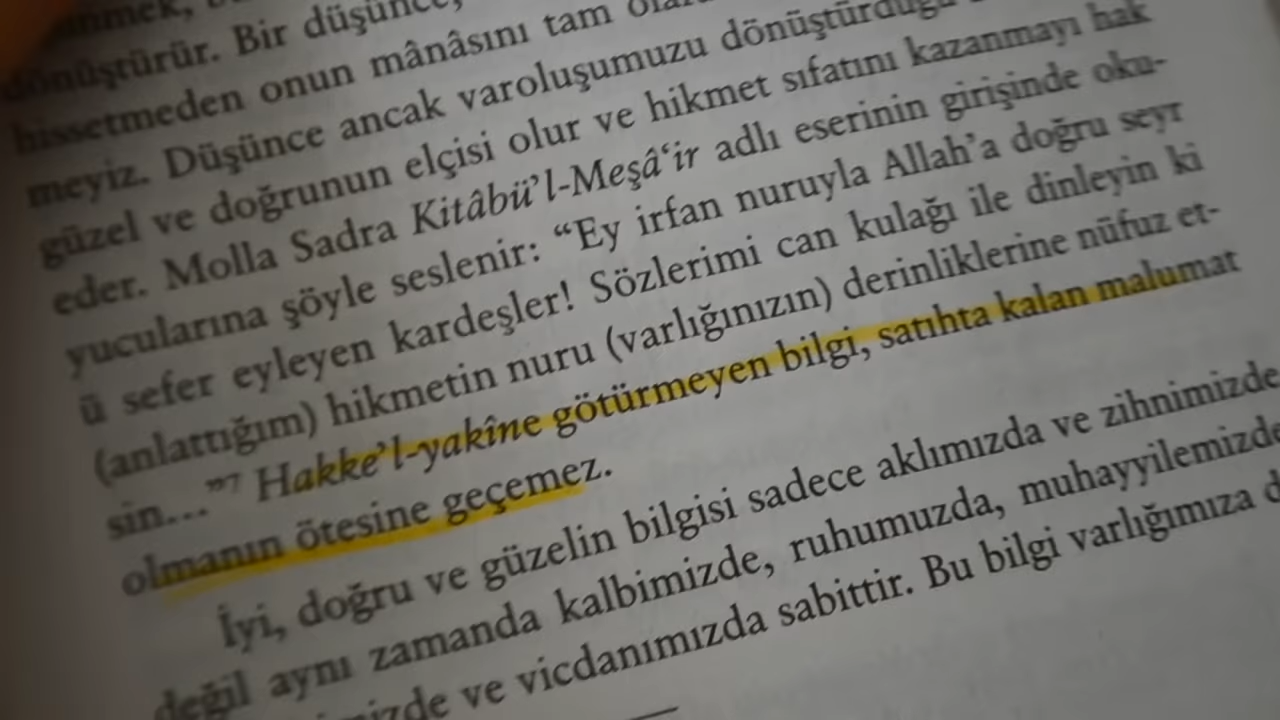 dönüştürür. Bir düşünce,
hissetmeden onun mânâsını tam
meyiz. Düşünce ancak varoluşumuzu dönüştürdüğü
güzel ve doğrunun elçisi olur ve hikmet sıfatını kazanmayı hak
eder. Molla Sadra Kitâbü’l-Meşâ‘ir adlı eserinin girişinde oku-
yucularına şöyle seslenir: “Ey irfan nuruyla Allah’a doğru seyr
ü sefer eyleyen kardeşler! Sözlerimi can kulağı ile dinleyin ki
(anlattığım) hikmetin nuru (varlığınızın) derinliklerine nüfuz et-
sin...”7 Hakke’l-yakîne götürmeyen bilgi, satıhta kalan malumat
olmanın ötesine geçemez.
İyi, doğru ve güzelin bilgisi sadece aklımızda ve zihnimizde
değil aynı zamanda kalbimizde, ruhumuzda, muhayyilemizde
ve vicdanımızda sabittir. Bu bilgi varlığımıza